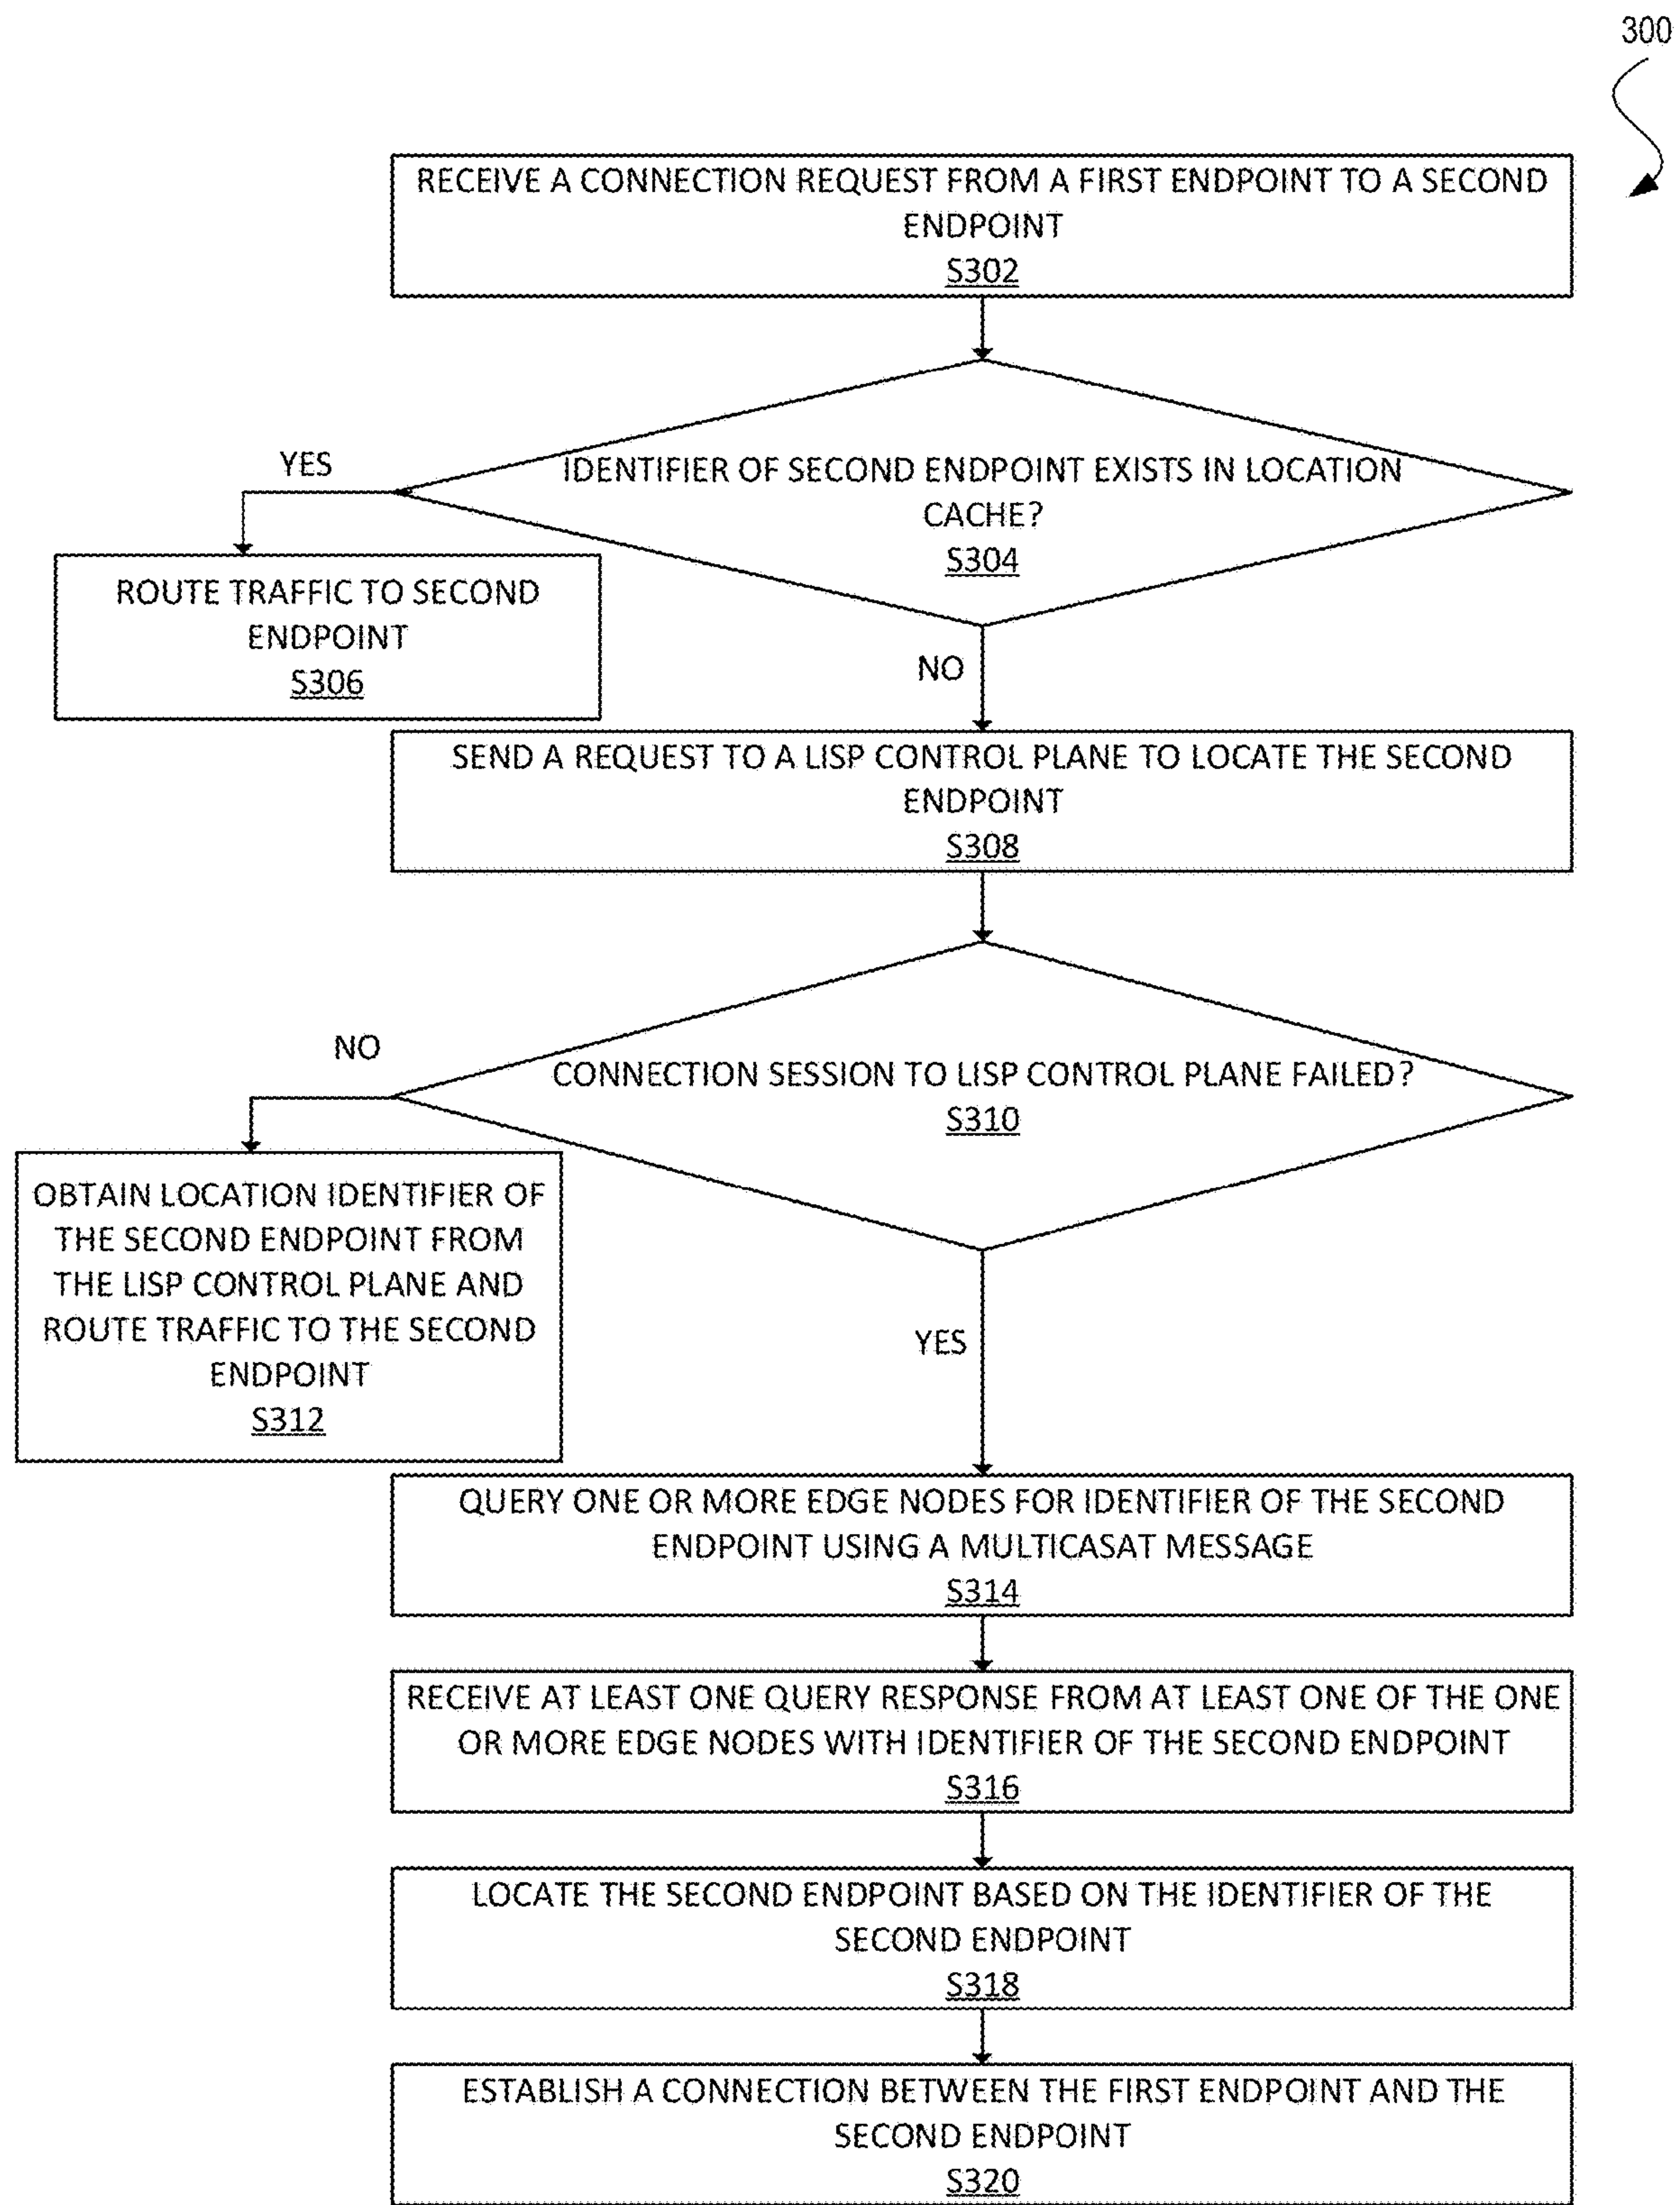 300
RECEIVE A CONNECTION REQUEST FROM A FIRST ENDPOINT TO A SECOND
ENDPOINT
S302
IDENTIFIER OF SECOND ENDPOINT EXISTS IN LOCATION
CACHE?
S304
YES
ROUTE TRAFFIC TO SECOND
ENDPOINT
S306
NO
SEND A REQUEST TO A LISP CONTROL PLANE TO LOCATE THE SECOND
ENDPOINT
S308
CONNECTION SESSION TO LISP CONTROL PLANE FAILED?
S310
NO
OBTAIN LOCATION IDENTIFIER OF
THE SECOND ENDPOINT FROM
THE LISP CONTROL PLANE AND
ROUTE TRAFFIC TO THE SECOND
ENDPOINT
S312
YES
QUERY ONE OR MORE EDGE NODES FOR IDENTIFIER OF THE SECOND
ENDPOINT USING A MULTICASAT MESSAGE
S314
RECEIVE AT LEAST ONE QUERY RESPONSE FROM AT LEAST ONE OF THE ONE
OR MORE EDGE NODES WITH IDENTIFIER OF THE SECOND ENDPOINT
S316
LOCATE THE SECOND ENDPOINT BASED ON THE IDENTIFIER OF THE
SECOND ENDPOINT
S318
ESTABLISH A CONNECTION BETWEEN THE FIRST ENDPOINT AND THE
SECOND ENDPOINT
S320